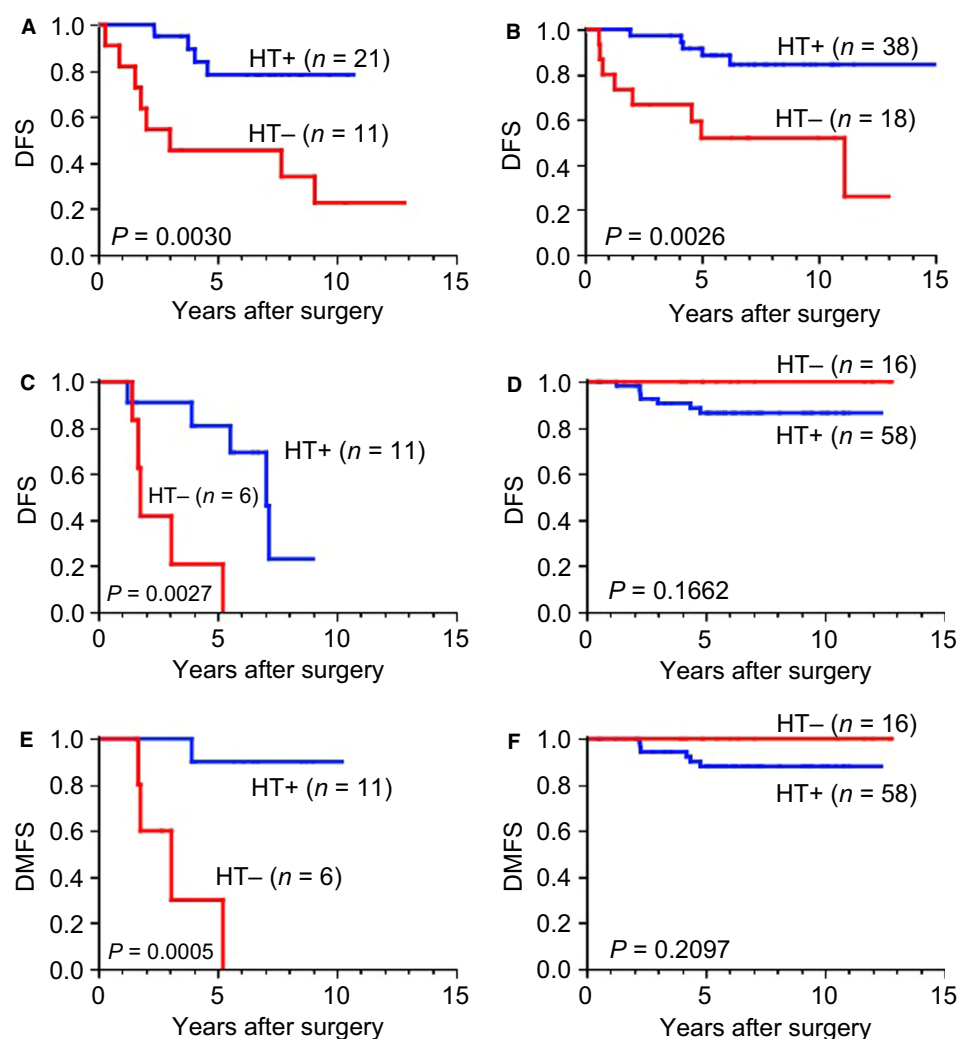 A
1.0
0.8
0.6
0.4
0.2
0.0
DFS
HT+ (n = 21)
HT– (n = 11)
P = 0.0030
0 5 10 15
Years after surgery
B
1.0
0.8
0.6
0.4
0.2
0.0
DFS
HT+ (n = 38)
HT– (n = 18)
P = 0.0026
0 5 10 15
Years after surgery
C
1.0
0.8
0.6
0.4
0.2
0.0
DFS
HT+ (n = 11)
HT– (n = 6)
P = 0.0027
0 5 10 15
Years after surgery
D
1.0
0.8
0.6
0.4
0.2
0.0
DFS
HT– (n = 16)
HT+ (n = 58)
P = 0.1662
0 5 10 15
Years after surgery
E
1.0
0.8
0.6
0.4
0.2
0.0
DMFS
HT+ (n = 11)
HT– (n = 6)
P = 0.0005
0 5 10 15
Years after surgery
F
1.0
0.8
0.6
0.4
0.2
0.0
DMFS
HT– (n = 16)
HT+ (n = 58)
P = 0.2097
0 5 10 15
Years after surgery